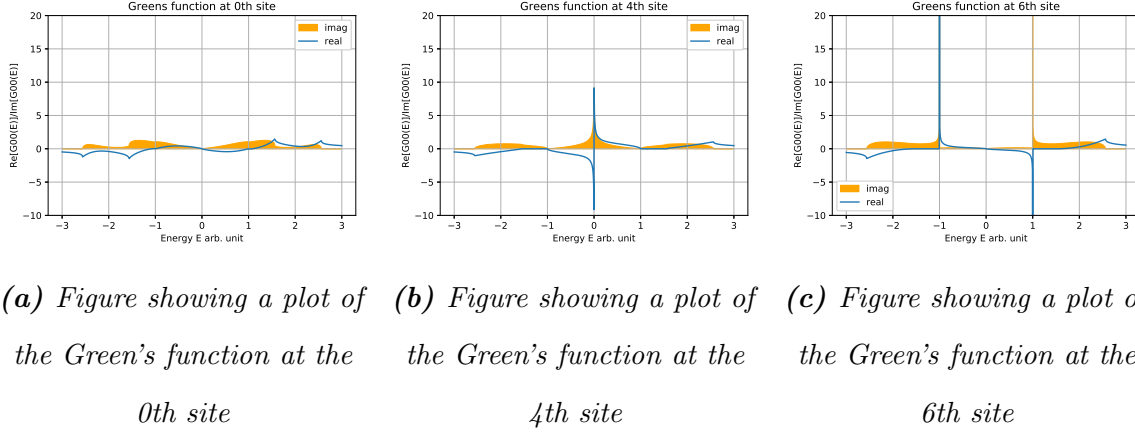 Greens function at 0th site
Re[G00(E)]/Im[G00(E)]
20
15
10
5
0
−5
−10
imag
real
−3 −2 −1 0 1 2 3
Energy E arb. unit
Greens function at 4th site
Re[G00(E)]/Im[G00(E)]
20
15
10
5
0
−5
−10
imag
real
−3 −2 −1 0 1 2 3
Energy E arb. unit
Greens function at 6th site
Re[G00(E)]/Im[G00(E)]
20
15
10
5
0
−5
−10
imag
real
−3 −2 −1 0 1 2 3
Energy E arb. unit
(a) Figure showing a plot of
the Green's function at the
0th site
(b) Figure showing a plot of
the Green's function at the
4th site
(c) Figure showing a plot o
the Green's function at the
6th site